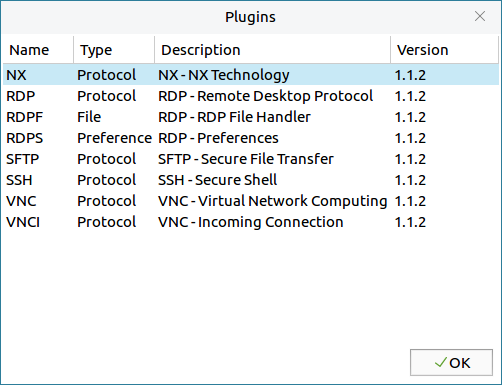 Plugins
Name Type Description Version
NX Protocol NX - NX Technology 1.1.2
RDP Protocol RDP - Remote Desktop Protocol 1.1.2
RDPF File RDP - RDP File Handler 1.1.2
RDPS Preference RDP - Preferences 1.1.2
SFTP Protocol SFTP - Secure File Transfer 1.1.2
SSH Protocol SSH - Secure Shell 1.1.2
VNC Protocol VNC - Virtual Network Computing 1.1.2
VNCI Protocol VNC - Incoming Connection 1.1.2
OK